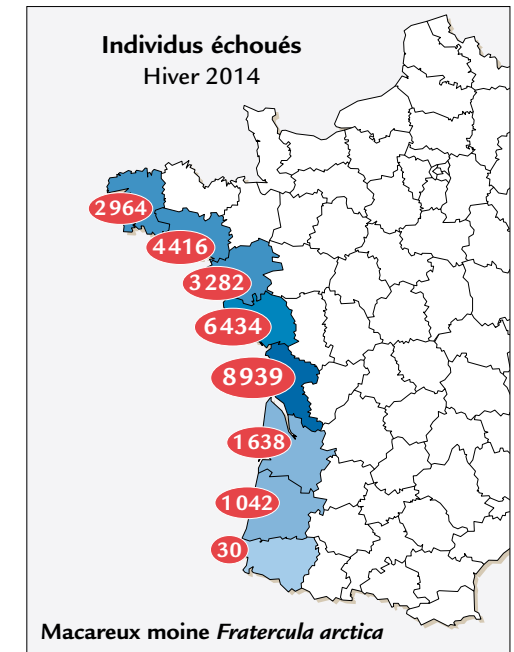 Individus échoués
Hiver 2014
2964
4416
3282
6434
8939
1638
1042
30
Macareux moine Fratercula arctica